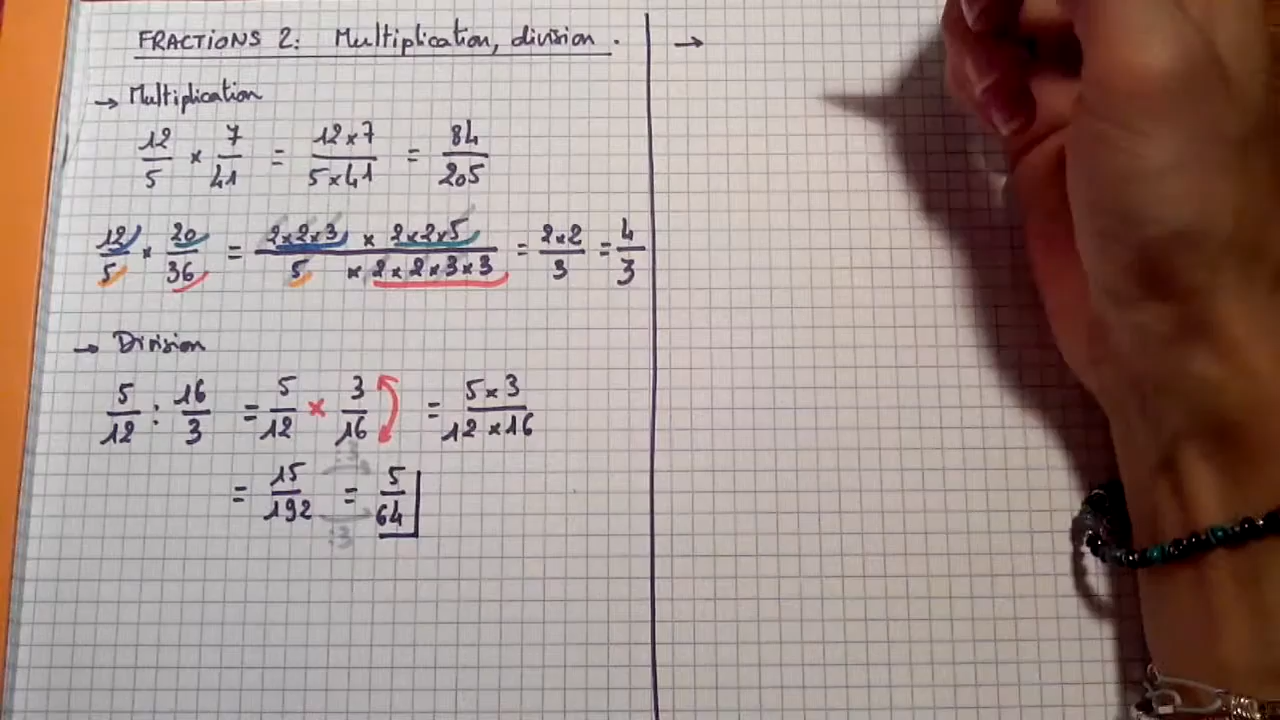 FRACTIONS 2: Multiplication, division.
→ Multiplication
12/5 × 7/41 = 12×7/5×41 = 84/205
12/5 × 20/36 = 2×2×3 × 2×2×5/5 × 2×2×3×3 = 2×2/3 = 4/3
→ Division
5/12 : 16/3 = 5/12 × 3/16 = 5×3/12×16
:3
= 15/192 = 5/64
:3
→